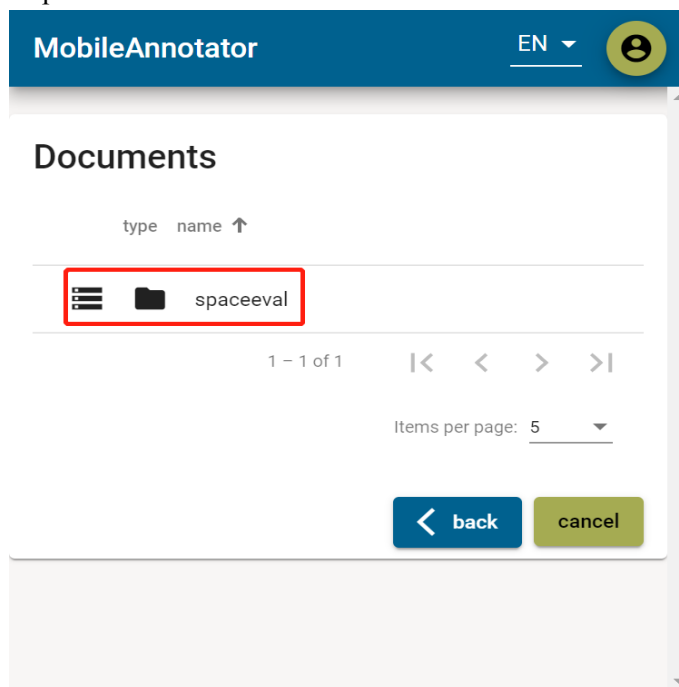 MobileAnnotator EN
Documents
type name ↑
spaceeval
1 – 1 of 1
Items per page: 5
back cancel